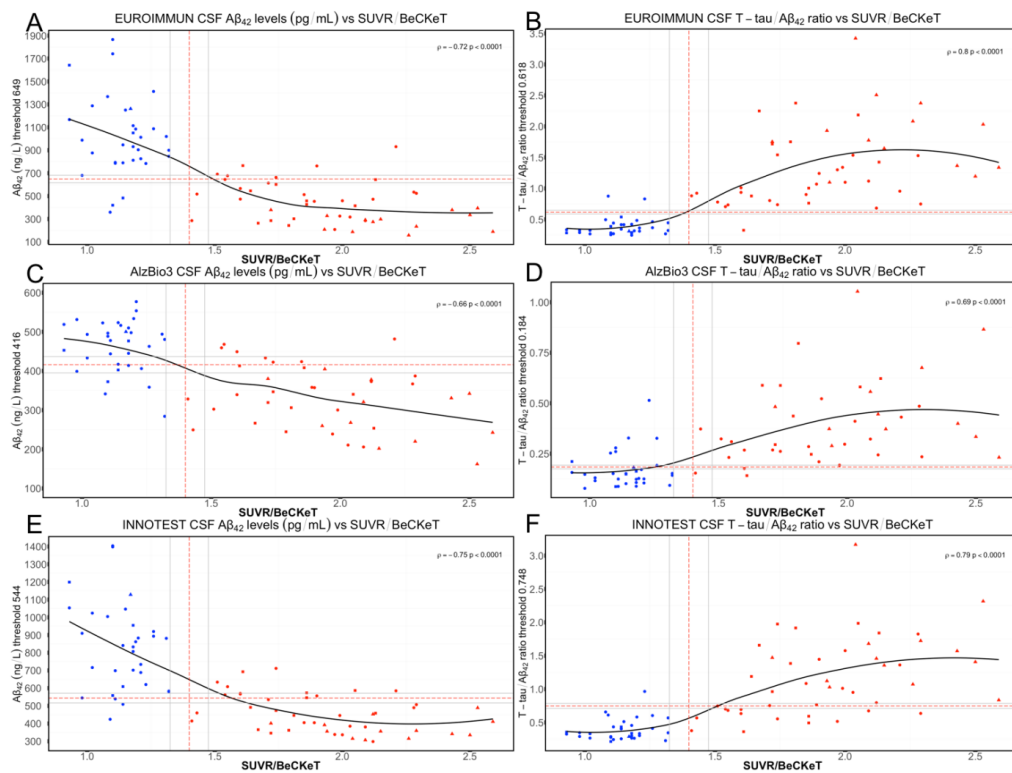 A
EUROIMMUN CSF Aβ42 levels (pg/mL) vs SUVR/BeCKeT
ρ = −0.72 p < 0.0001
Aβ42 (ng/L) threshold 649
1900
1700
1500
1300
1100
900
700
500
300
100
1.0 1.5 2.0 2.5
SUVR/BeCKeT
B
EUROIMMUN CSF T − tau/Aβ42 ratio vs SUVR/BeCKeT
ρ = 0.8 p < 0.0001
T − tau/Aβ42 ratio threshold 0.618
3.5
3.0
2.5
2.0
1.5
1.0
0.5
1.0 1.5 2.0 2.5
SUVR/BeCKeT
C
AlzBio3 CSF Aβ42 levels (pg/mL) vs SUVR/BeCKeT
ρ = −0.66 p < 0.0001
Aβ42 (ng/L) threshold 416
600
500
400
300
200
100
1.0 1.5 2.0 2.5
SUVR/BeCKeT
D
AlzBio3 CSF T − tau/Aβ42 ratio vs SUVR/BeCKeT
ρ = 0.69 p < 0.0001
T − tau/Aβ42 ratio threshold 0.184
1.00
0.75
0.50
0.25
1.0 1.5 2.0 2.5
SUVR/BeCKeT
E
INNOTEST CSF Aβ42 levels (pg/mL) vs SUVR/BeCKeT
ρ = −0.75 p < 0.0001
Aβ42 (ng/L) threshold 544
1400
1300
1200
1100
1000
900
800
700
600
500
400
300
1.0 1.5 2.0 2.5
SUVR/BeCKeT
F
INNOTEST CSF T − tau/Aβ42 ratio vs SUVR/BeCKeT
ρ = 0.79 p < 0.0001
T − tau/Aβ42 ratio threshold 0.748
3.0
2.5
2.0
1.5
1.0
0.5
1.0 1.5 2.0 2.5
SUVR/BeCKeT